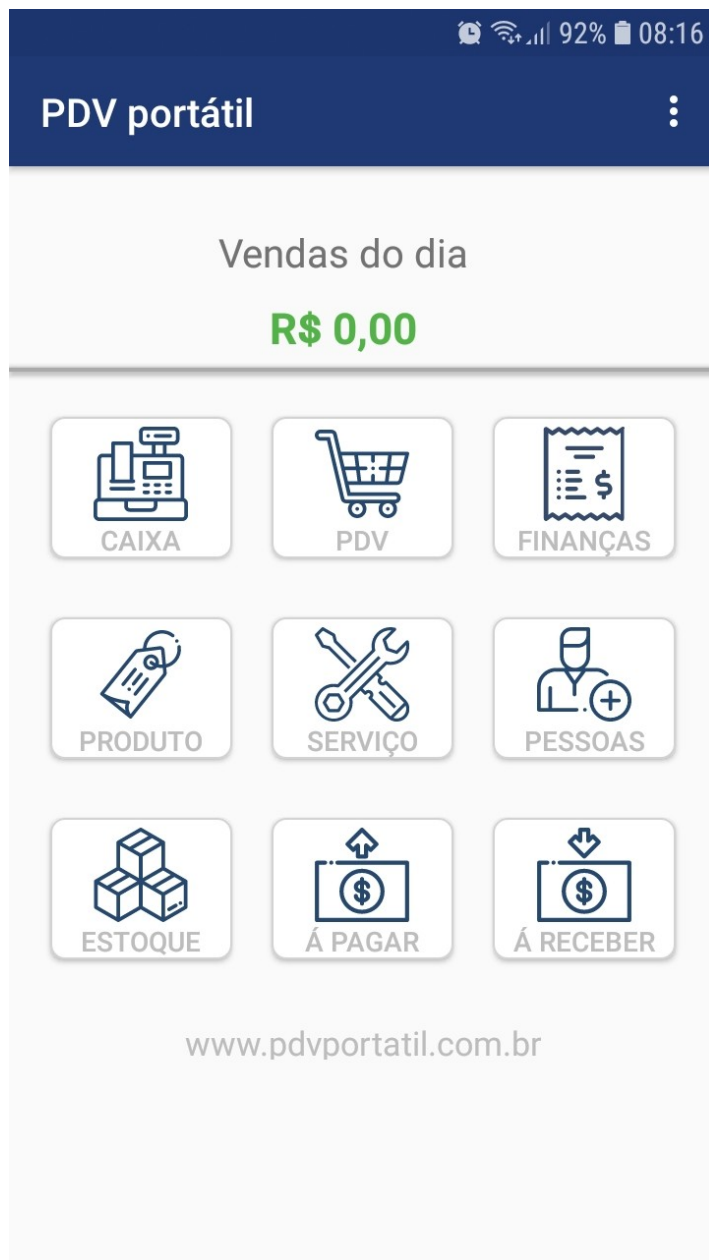 92% 08:16
PDV portátil
Vendas do dia
R$ 0,00
CAIXA PDV FINANÇAS
PRODUTO SERVIÇO PESSOAS
ESTOQUE Á PAGAR Á RECEBER
www.pdvportatil.com.br